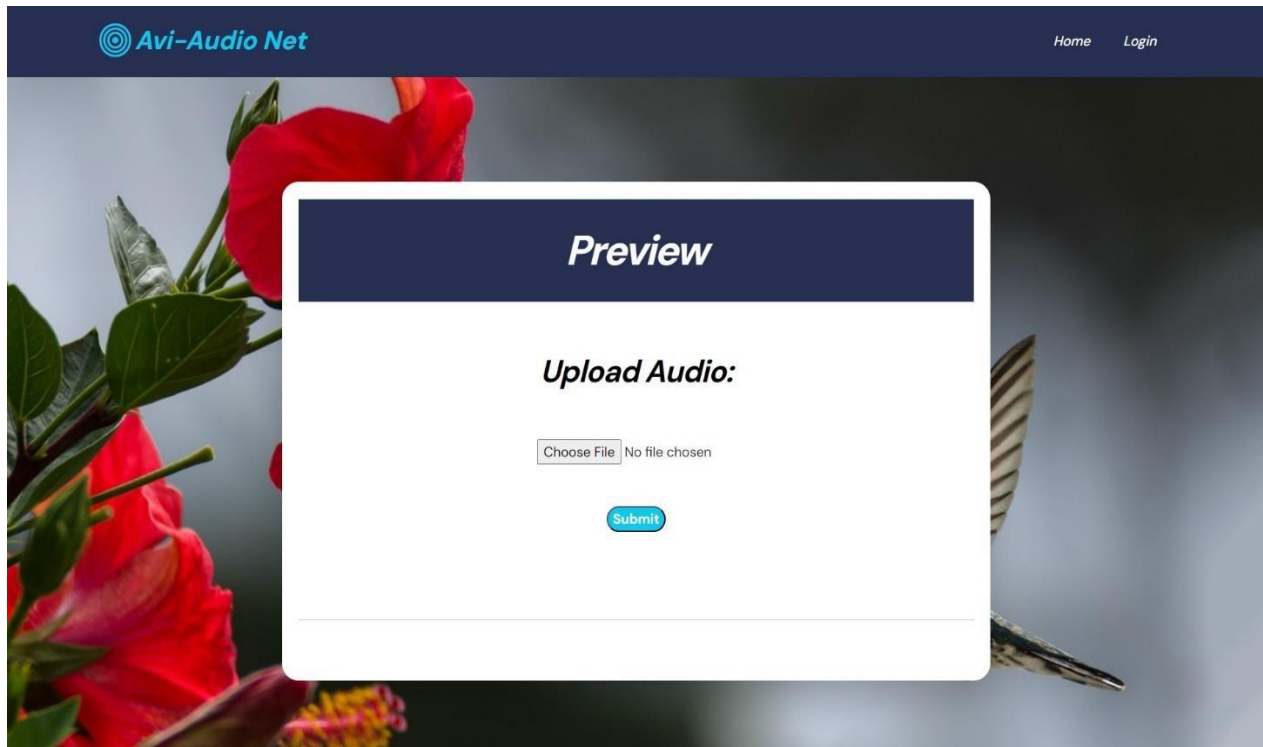 Avi-Audio Net
Home Login
Preview
Upload Audio:
Choose File No file chosen
Submit